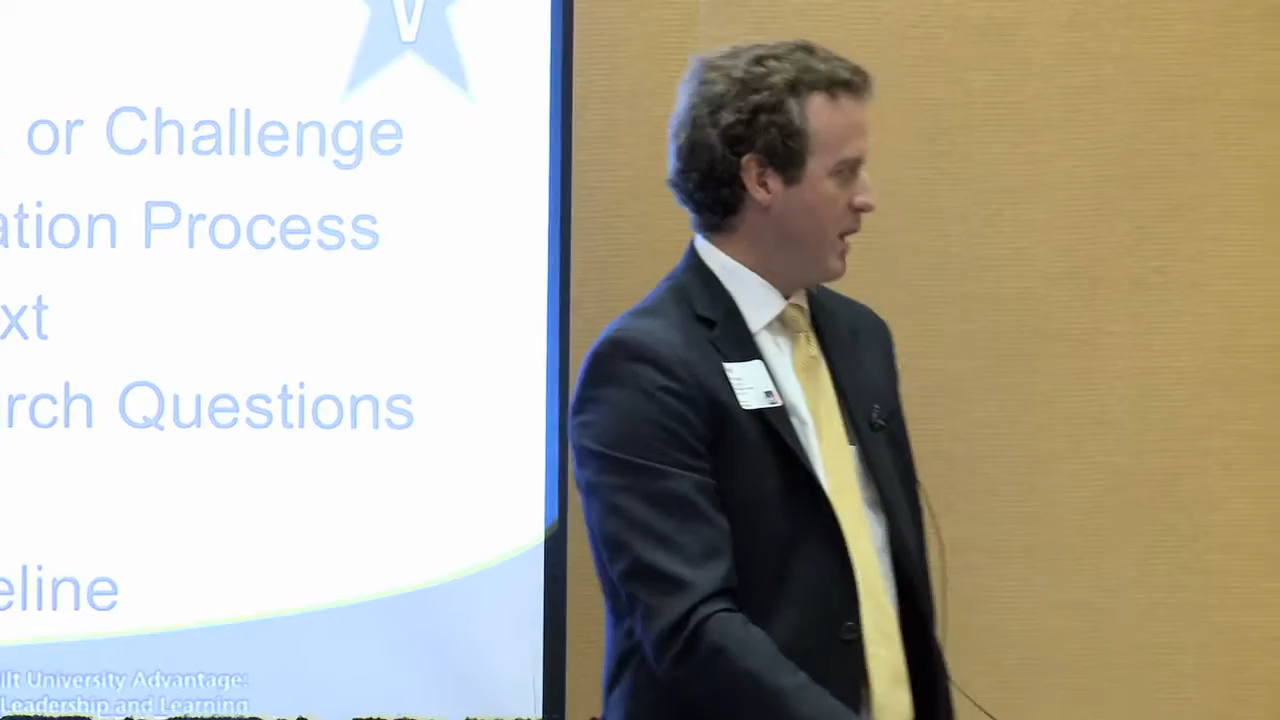 V
or Challenge
ation Process
xt
rch Questions
eline
ilt University Advantage:
Leadership and Learning